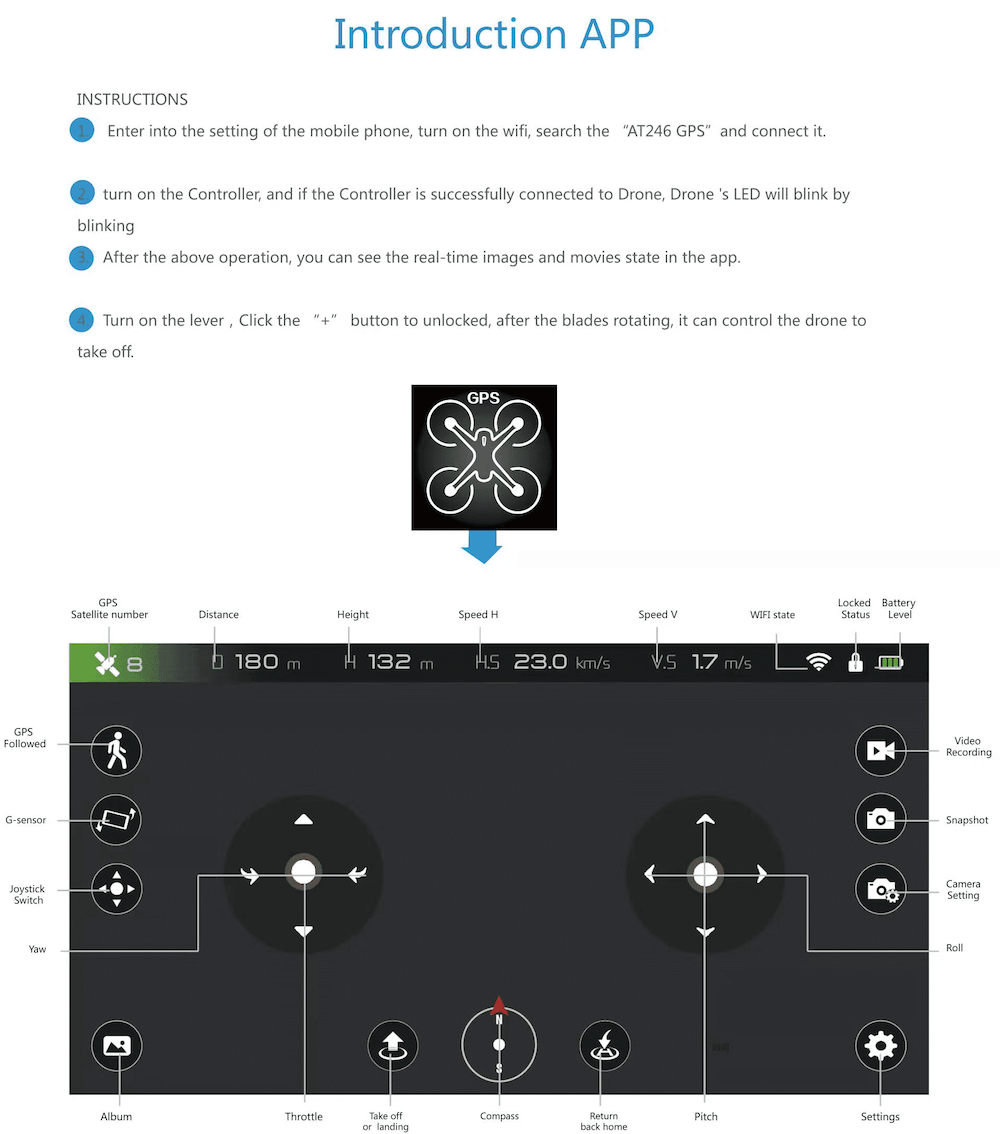 Introduction APP
INSTRUCTIONS
1. Enter into the setting of the mobile phone, turn on the wifi, search the “AT246 GPS” and connect it.
2. turn on the Controller, and if the Controller is successfully connected to Drone, Drone 's LED will blink by
blinking
3. After the above operation, you can see the real-time images and movies state in the app.
4. Turn on the lever , Click the “+” button to unlocked, after the blades rotating, it can control the drone to
take off.
GPS
GPS
Satellite number
Distance
Height
Speed H
Speed V
WIFI state
Locked
Status
Battery
Level
8
D 180 m
H 132 m
H.S 23.0 km/s
V.S 1.7 m/s
GPS
Followed
G-sensor
Joystick
Switch
Yaw
Video
Recording
Snapshot
Camera
Setting
Roll
N
S
Album
Throttle
Take off
or landing
Compass
Return
back home
Pitch
Settings